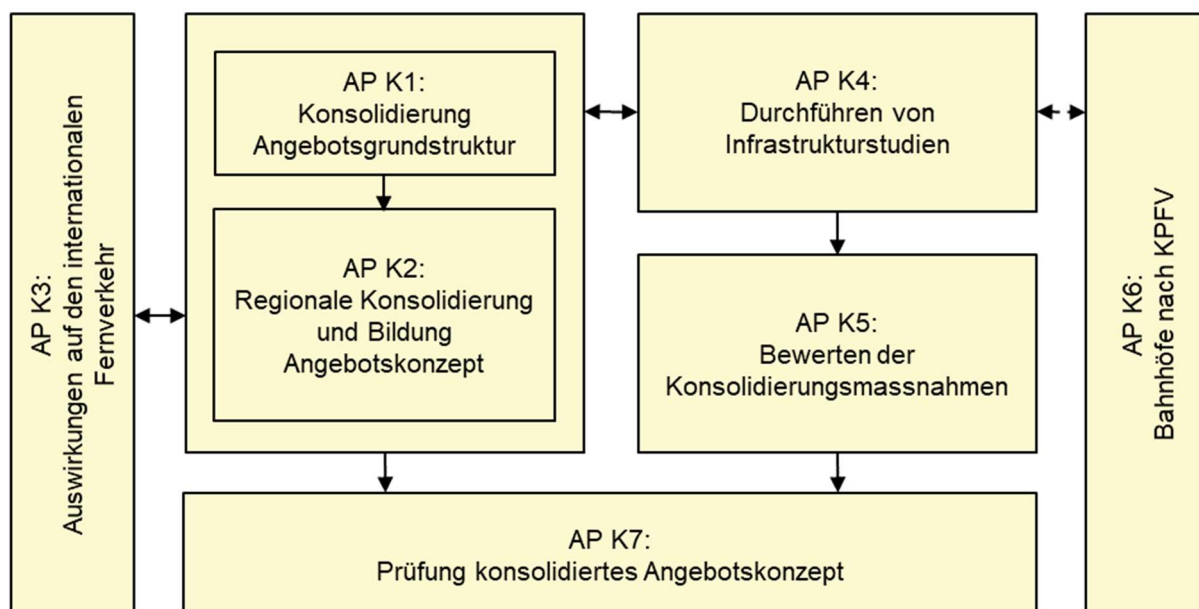 AP K3:
Auswirkungen auf den internationalen
Fernverkehr
AP K1:
Konsolidierung
Angebotsgrundstruktur
AP K2:
Regionale Konsolidierung
und Bildung
Angebotskonzept
AP K4:
Durchführen von
Infrastrukturstudien
AP K5:
Bewerten der
Konsolidierungsmassnahmen
AP K6:
Bahnhöfe nach KPFV
AP K7:
Prüfung konsolidiertes Angebotskonzept